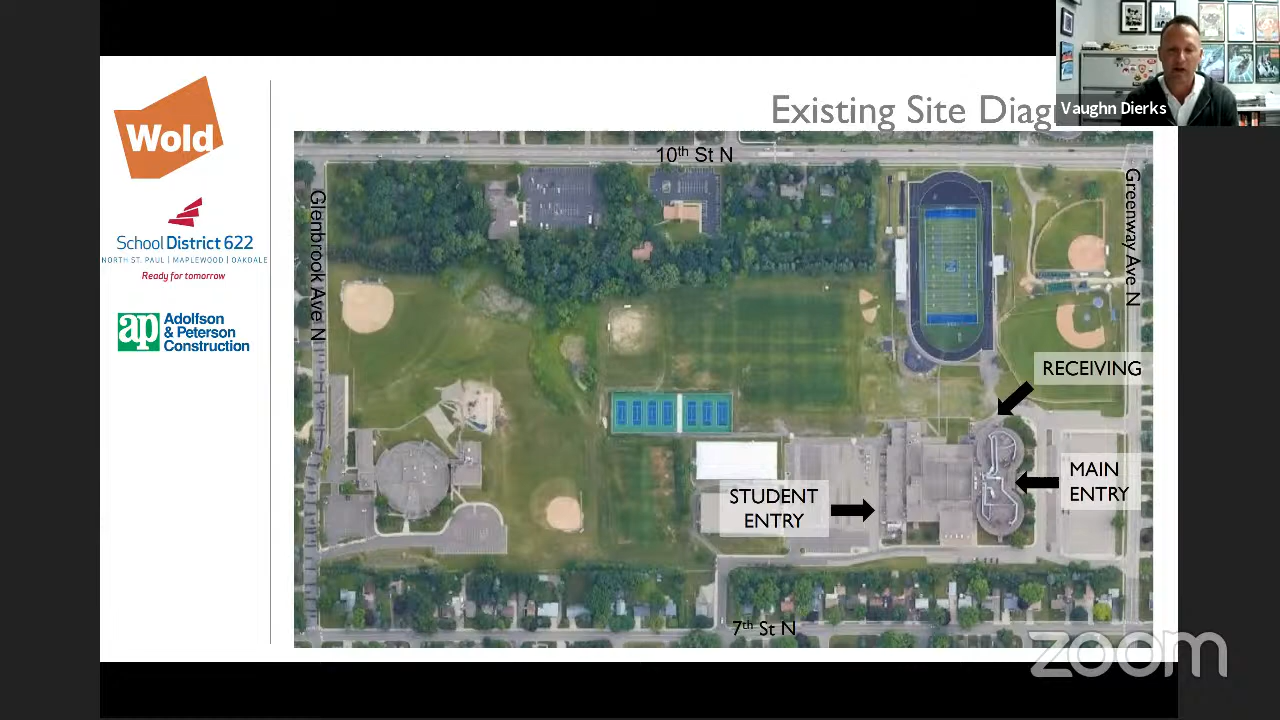 Existing Site Diag
Vaughn Dierks
Wold
School District 622
NORTH ST. PAUL | MAPLEWOOD | OAKDALE
Ready for tomorrow
ap Adolfson
& Peterson
Construction
10th St N
Glenbrook Ave N
Greenway Ave N
RECEIVING
MAIN
ENTRY
STUDENT
ENTRY
7th St N
zoom